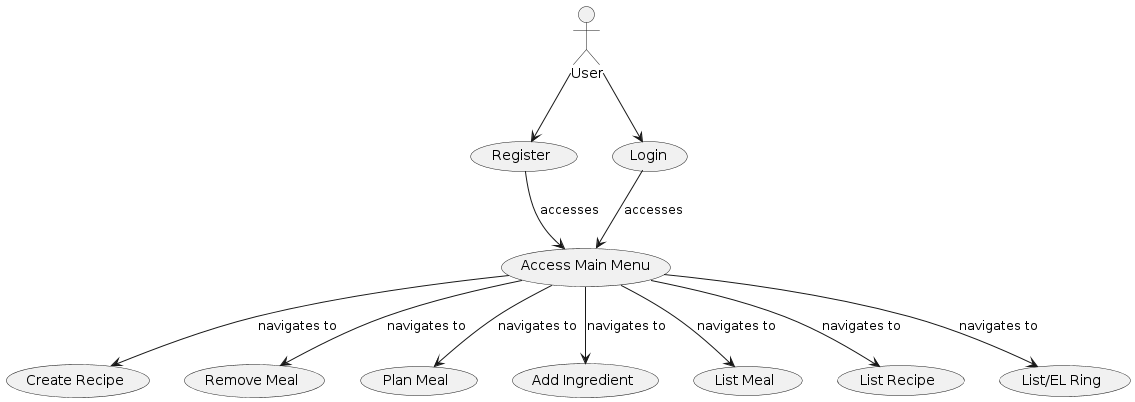 User
Register
Login
accesses
accesses
Access Main Menu
navigates to
navigates to
navigates to
navigates to
navigates to
navigates to
navigates to
Create Recipe
Remove Meal
Plan Meal
Add Ingredient
List Meal
List Recipe
List/EL Ring